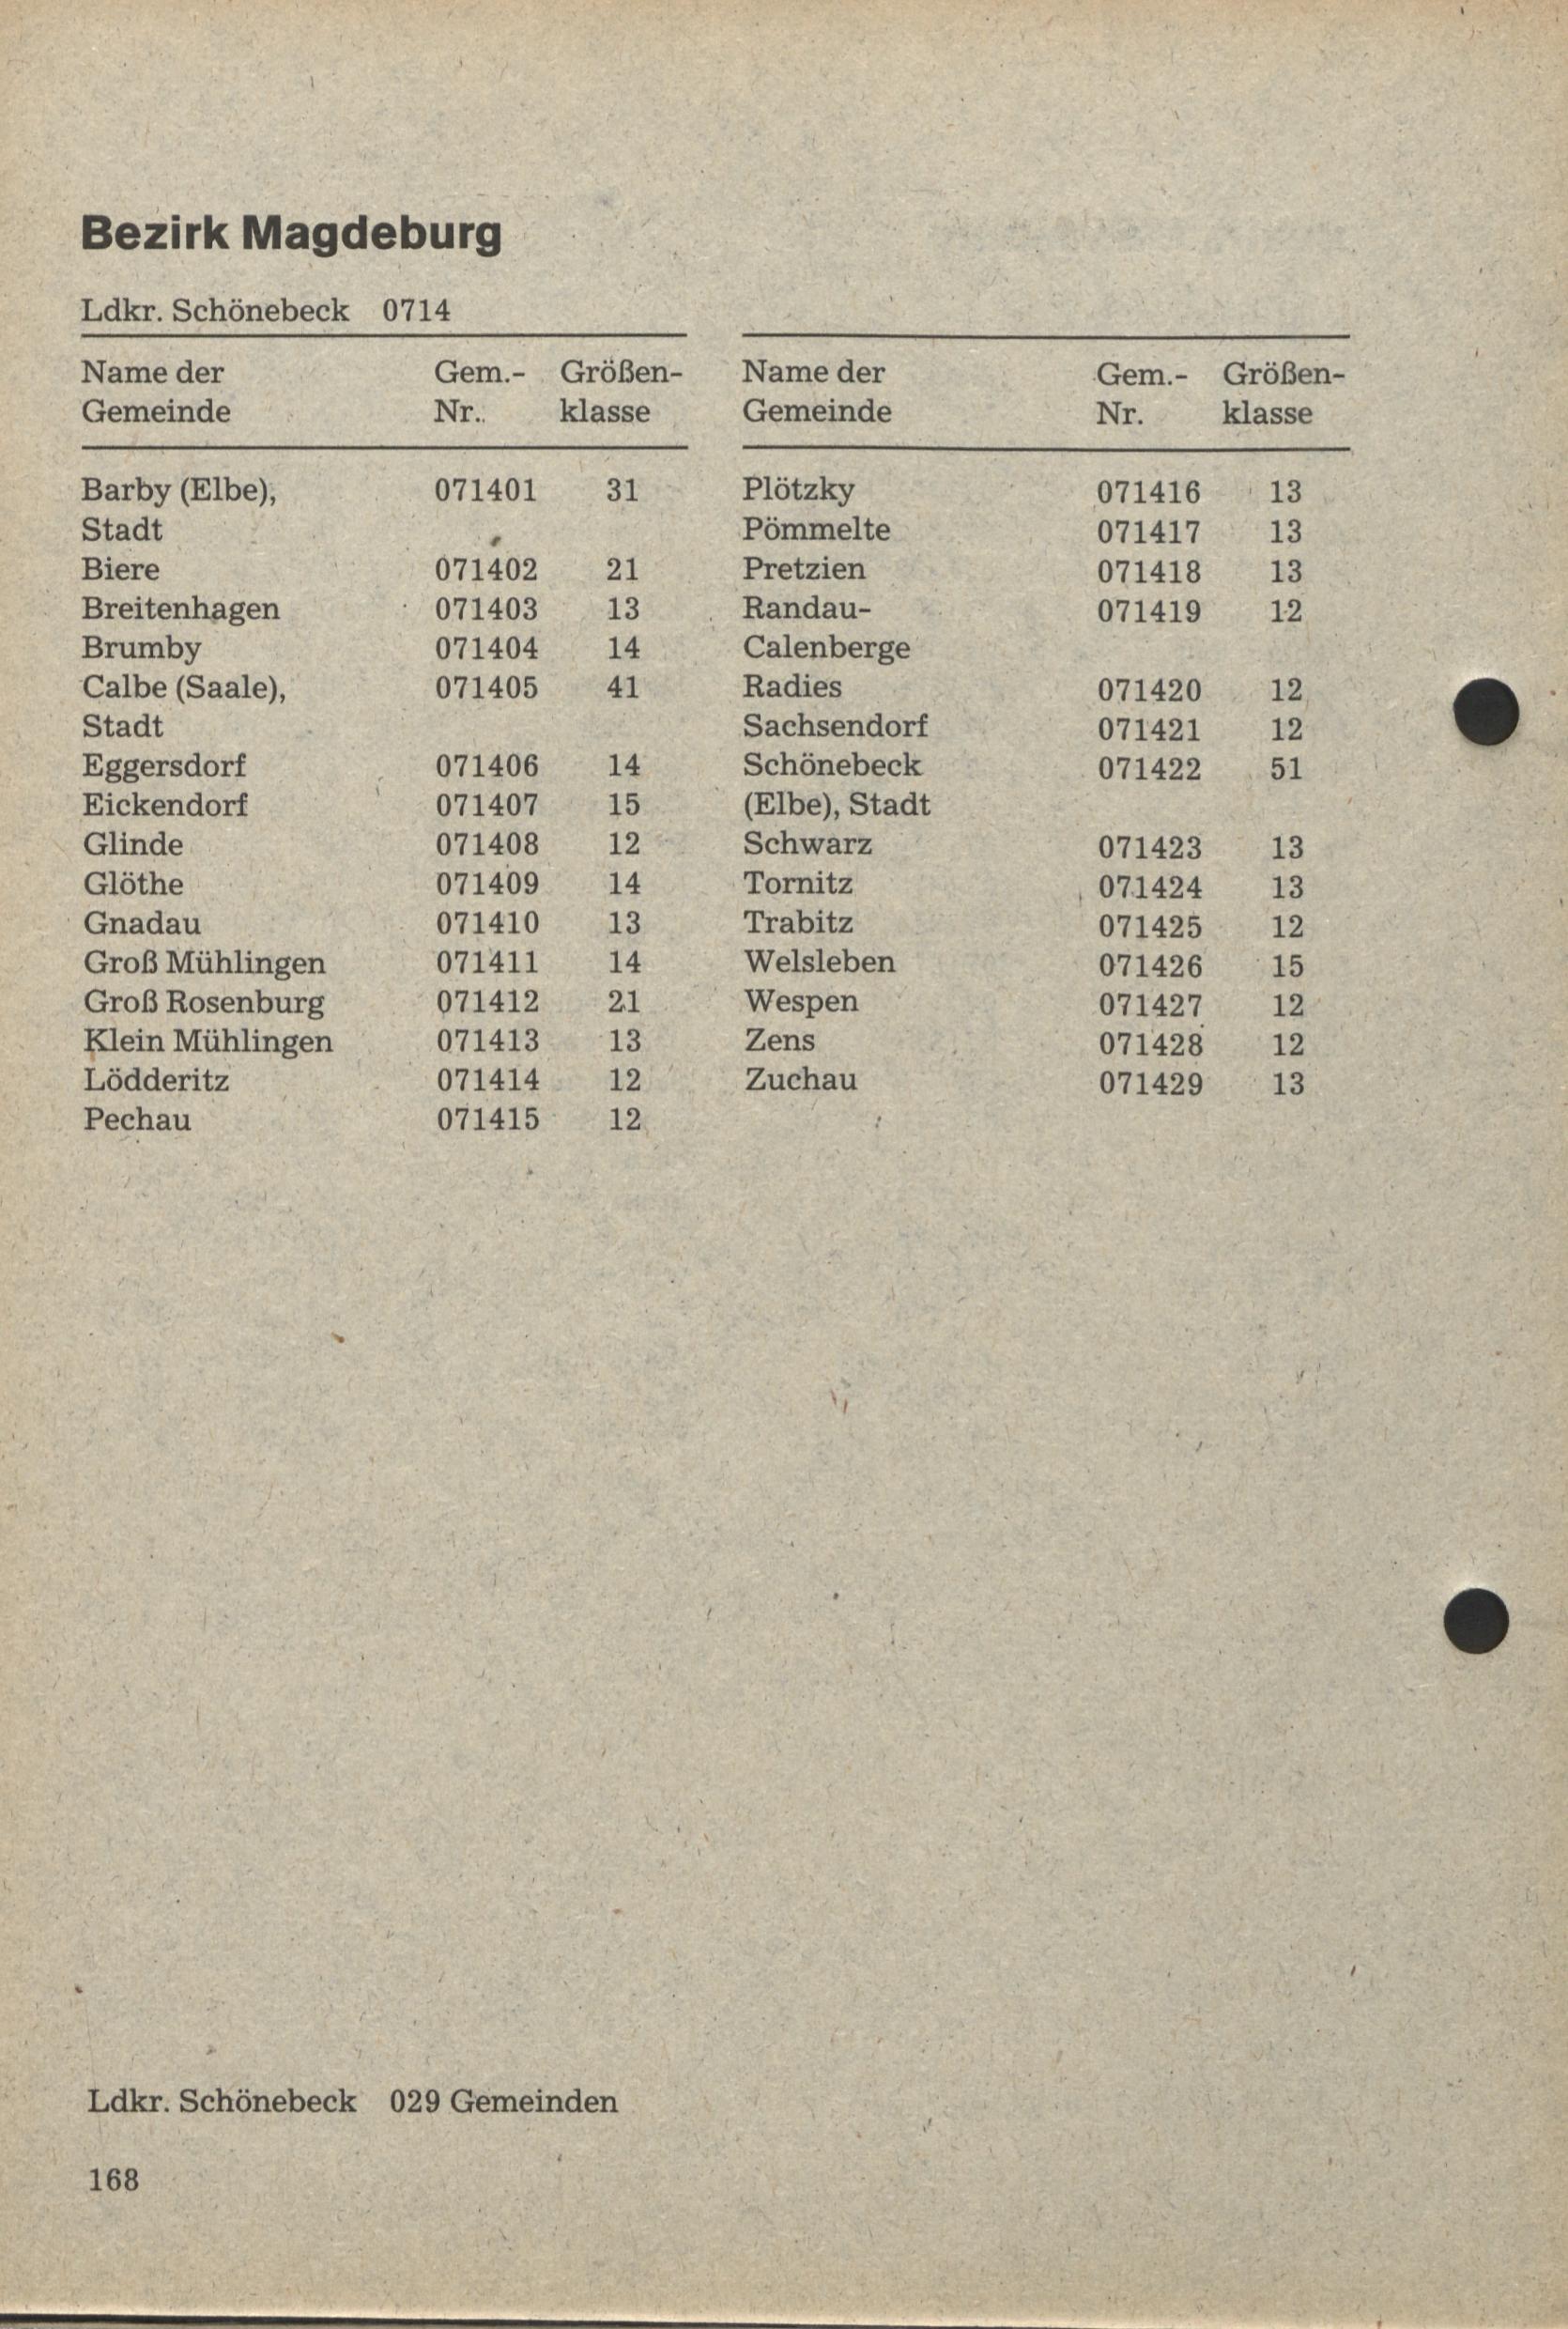 Bezirk Magdeburg
Ldkr. Schönebeck 0714
Name der Gem.- Größen-
Gemeinde Nr. klasse
Barby (Elbe), 071401 31
Stadt
Biere 071402 21
Breitenhagen 071403 13
Brumby 071404 14
Calbe (Saale), 071405 41
Stadt
Eggersdorf 071406 14
Eickendorf 071407 15
Glinde 071408 12
Glöthe 071409 14
Gnadau 071410 13
Groß Mühlingen 071411 14
Groß Rosenburg 071412 21
Klein Mühlingen 071413 13
Lödderitz 071414 12
Pechau 071415 12
Name der Gem.- Größen-
Gemeinde Nr. klasse
Plötzky 071416 13
Pömmelte 071417 13
Pretzien 071418 13
Randau- 071419 12
Calenberge
Radies 071420 12
Sachsendorf 071421 12
Schönebeck 071422 51
(Elbe), Stadt
Schwarz 071423 13
Tornitz 071424 13
Trabitz 071425 12
Welsleben 071426 15
Wespen 071427 12
Zens 071428 12
Zuchau 071429 13
Ldkr. Schönebeck 029 Gemeinden
168